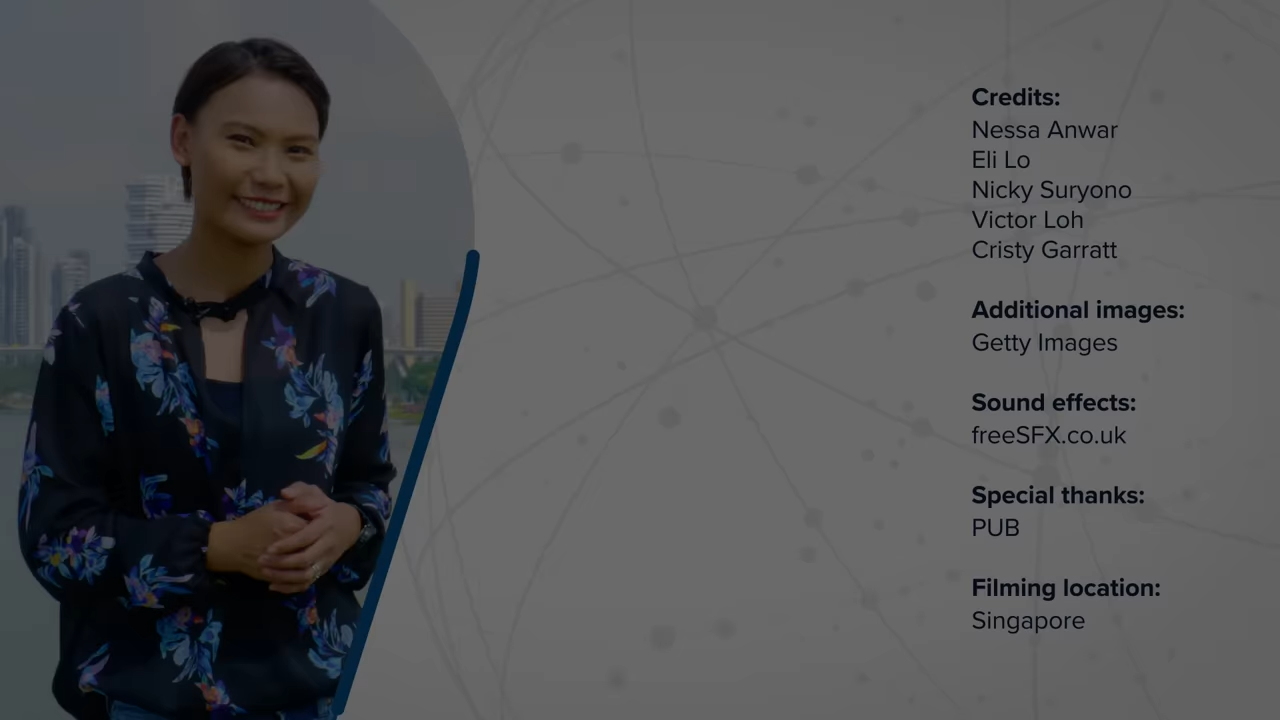 Credits:
Nessa Anwar
Eli Lo
Nicky Suryono
Victor Loh
Cristy Garratt
Additional images:
Getty Images
Sound effects:
freeSFX.co.uk
Special thanks:
PUB
Filming location:
Singapore